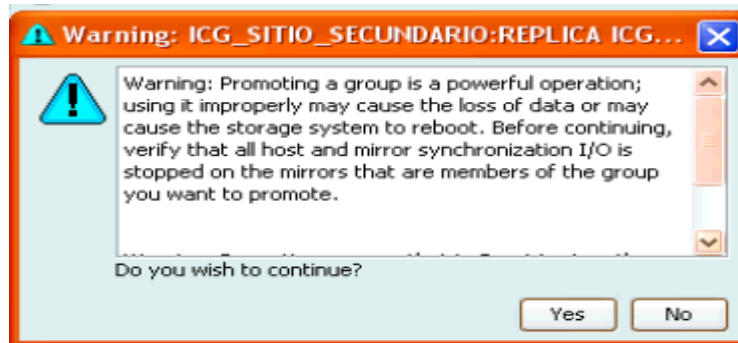 Warning: ICG_SITIO_SECUNDARIO:REPLICA ICG...
Warning: Promoting a group is a powerful operation;
using it improperly may cause the loss of data or may
cause the storage system to reboot. Before continuing,
verify that all host and mirror synchronization I/O is
stopped on the mirrors that are members of the group
you want to promote.
Do you wish to continue?
Yes
No